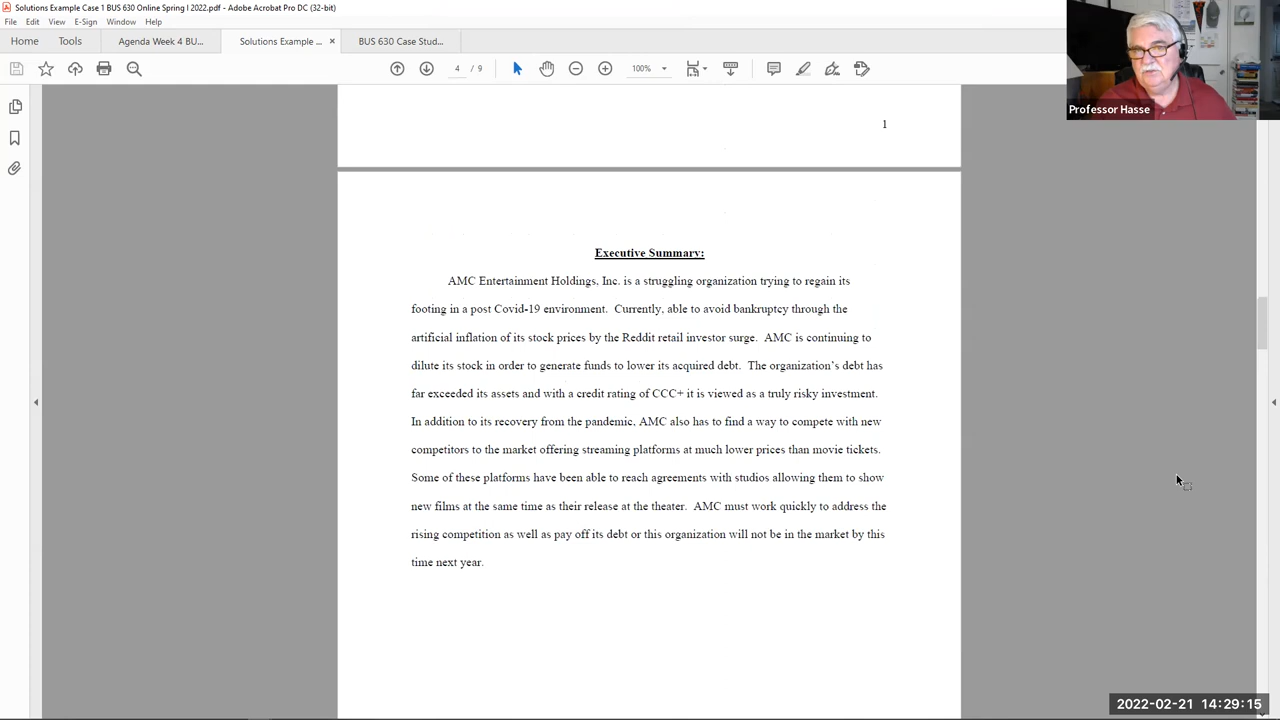 Solutions Example Case 1 BUS 630 Online Spring I 2022.pdf - Adobe Acrobat Pro DC (32-bit)
File Edit View E-Sign Window Help
Home Tools Agenda Week 4 BU... Solutions Example ... × BUS 630 Case Stud...
4 / 9 100%
Professor Hasse
1
Executive Summary:
AMC Entertainment Holdings, Inc. is a struggling organization trying to regain its
footing in a post Covid-19 environment. Currently, able to avoid bankruptcy through the
artificial inflation of its stock prices by the Reddit retail investor surge. AMC is continuing to
dilute its stock in order to generate funds to lower its acquired debt. The organization's debt has
far exceeded its assets and with a credit rating of CCC+ it is viewed as a truly risky investment.
In addition to its recovery from the pandemic, AMC also has to find a way to compete with new
competitors to the market offering streaming platforms at much lower prices than movie tickets.
Some of these platforms have been able to reach agreements with studios allowing them to show
new films at the same time as their release at the theater. AMC must work quickly to address the
rising competition as well as pay off its debt or this organization will not be in the market by this
time next year.
2022-02-21 14:29:15